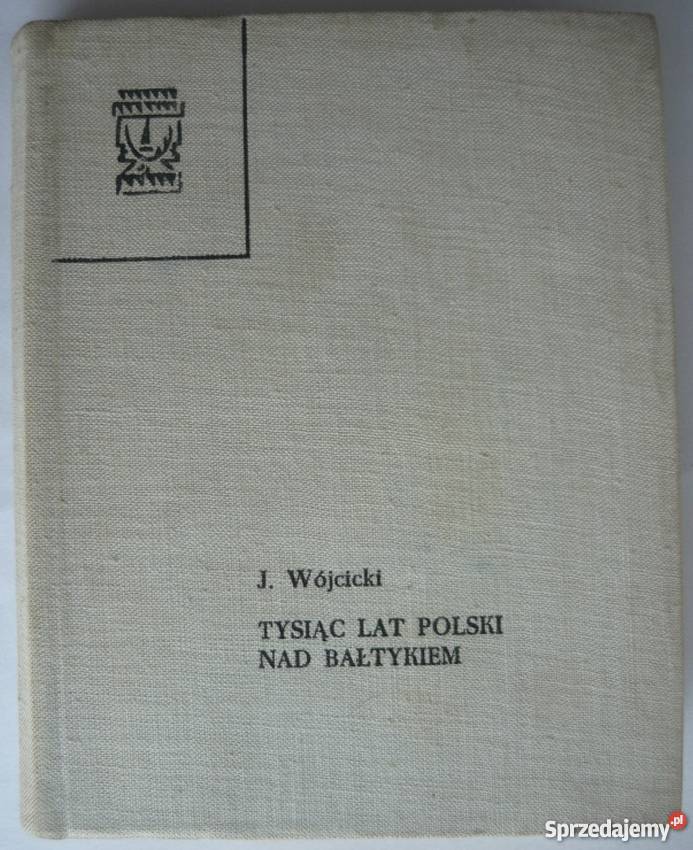 J. Wójcicki
TYSIĄC LAT POLSKI
NAD BAŁTYKIEM
Sprzedajemy.pl